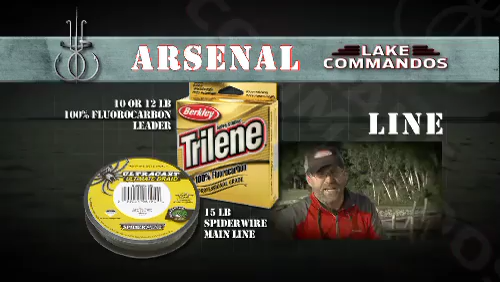 ARSENAL
LAKE
COMMANDOS
10 OR 12 LB
100% FLUOROCARBON
LEADER
LINE
Berkley
Trilene
100% Fluorocarbon
PROFESSIONAL GRADE
ULTRACAST
ULTIMATE BRAID
SPIDERWIRE
15 LB
SPIDERWIRE
MAIN LINE